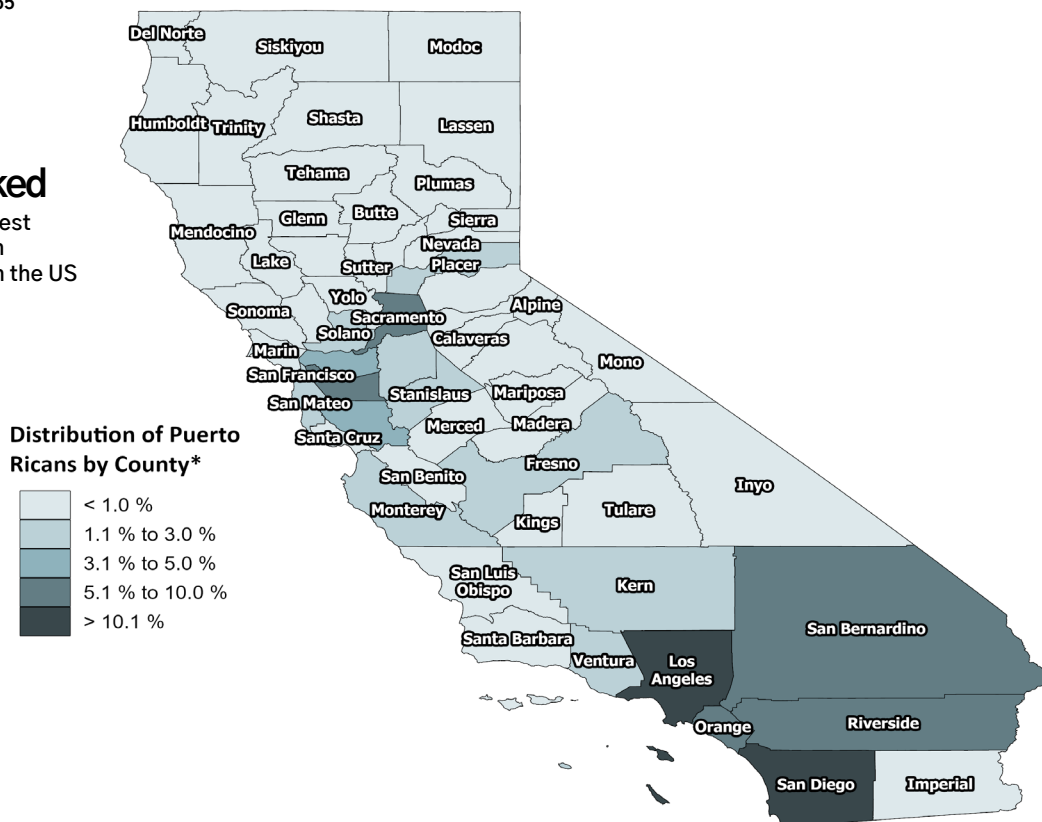 Del Norte
Siskiyou
Modoc
Humboldt
Trinity
Shasta
Lassen
Tehama
Plumas
ked
est
n the US
Glenn
Butte
Sierra
Mendocino
Nevada
Lake
Sutter
Placer
Yolo
Sonoma
Sacramento
Alpine
Solano
Calaveras
Marin
Mono
San Francisco
Stanislaus
Mariposa
San Mateo
Merced
Madera
Santa Cruz
Fresno
San Benito
Inyo
Monterey
Kings
Tulare
Distribution of Puerto
Ricans by County*
< 1.0 %
1.1 % to 3.0 %
3.1 % to 5.0 %
5.1 % to 10.0 %
> 10.1 %
San Luis
Obispo
Kern
Santa Barbara
Ventura
Los
Angeles
San Bernardino
Orange
Riverside
San Diego
Imperial